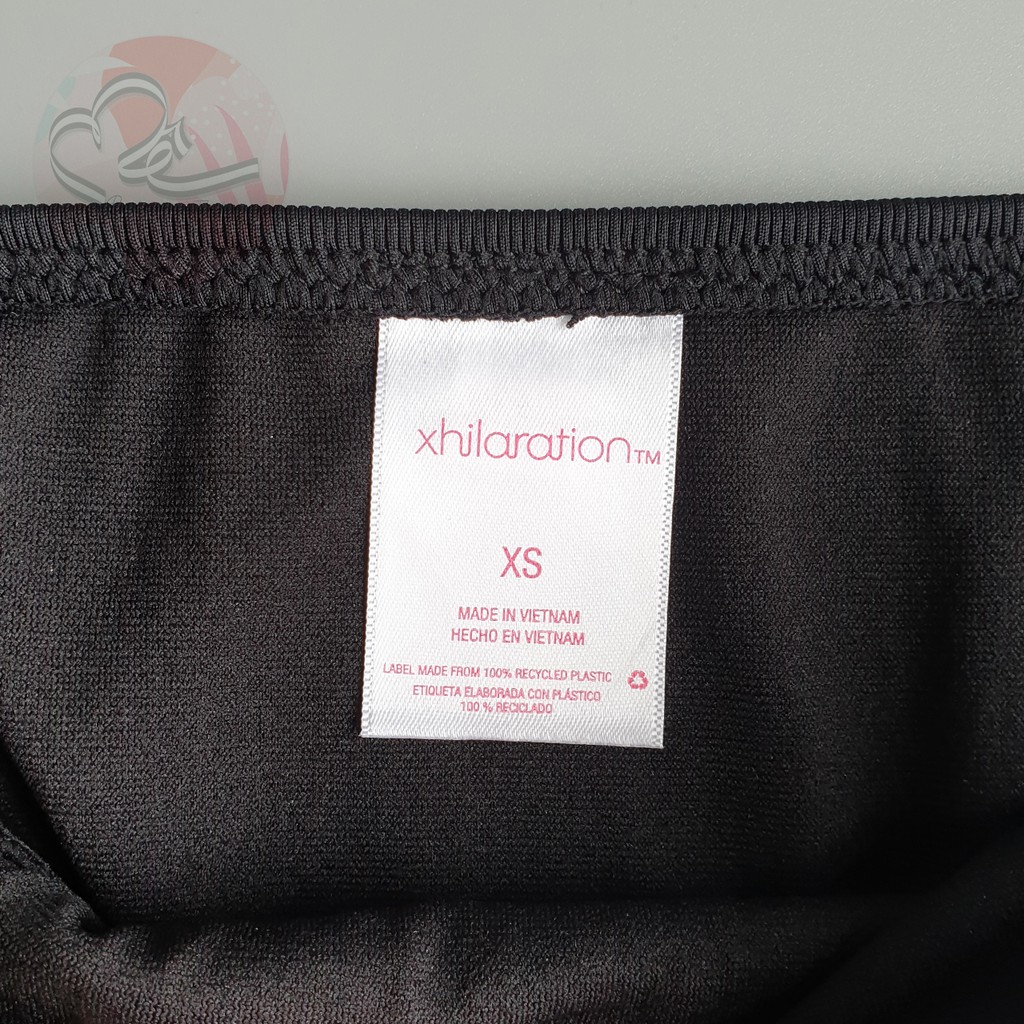 xhilaration™
XS
MADE IN VIETNAM
HECHO EN VIETNAM
LABEL MADE FROM 100% RECYCLED PLASTIC
ETIQUETA ELABORADA CON PLÁSTICO
100 % RECICLADO